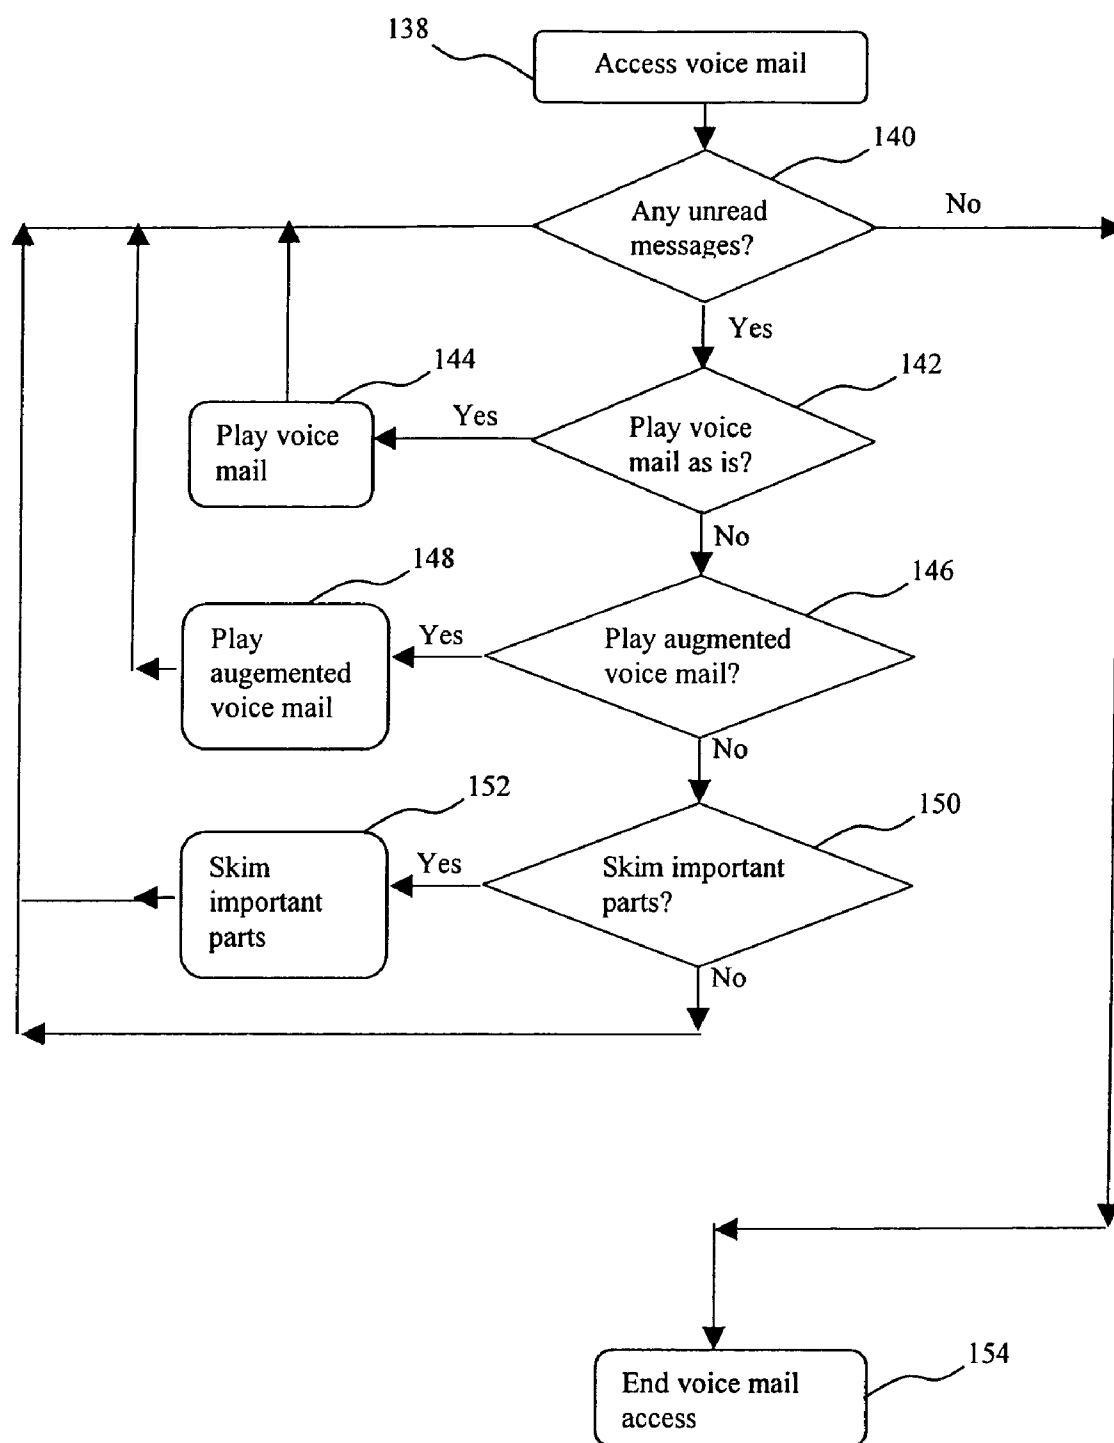 138
Access voice mail
140
Any unread
messages?
No
Yes
144
142
Play voice
mail
Yes
Play voice
mail as is?
No
148
146
Play
augemented
voice mail
Yes
Play augmented
voice mail?
No
152
150
Skim
important
parts
Yes
Skim important
parts?
No
154
End voice mail
access